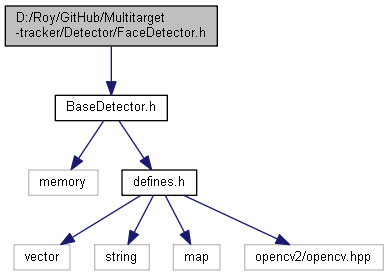 D:/Roy/GitHub/Multitarget
-tracker/Detector/FaceDetector.h
BaseDetector.h
memory
defines.h
vector
string
map
opencv2/opencv.hpp